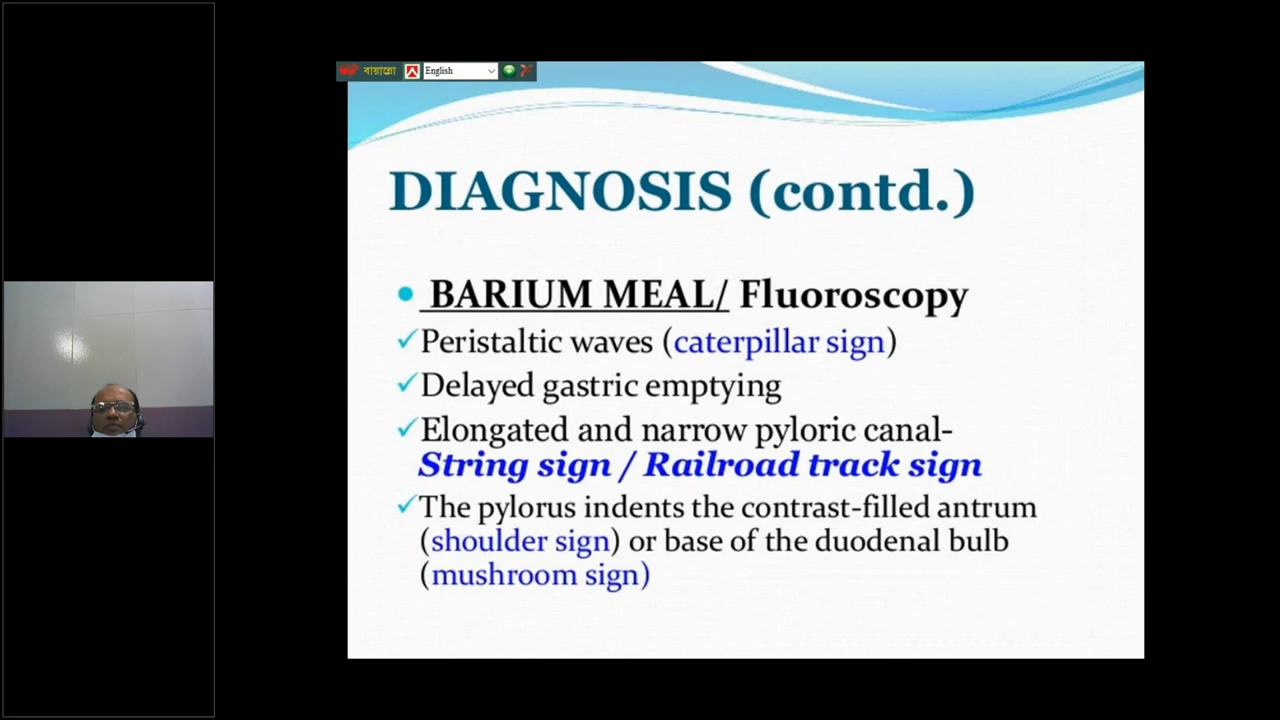 বায়ান্নো English
DIAGNOSIS (contd.)
• BARIUM MEAL/ Fluoroscopy
✓Peristaltic waves (caterpillar sign)
✓Delayed gastric emptying
✓Elongated and narrow pyloric canal-
String sign / Railroad track sign
✓The pylorus indents the contrast-filled antrum
(shoulder sign) or base of the duodenal bulb
(mushroom sign)